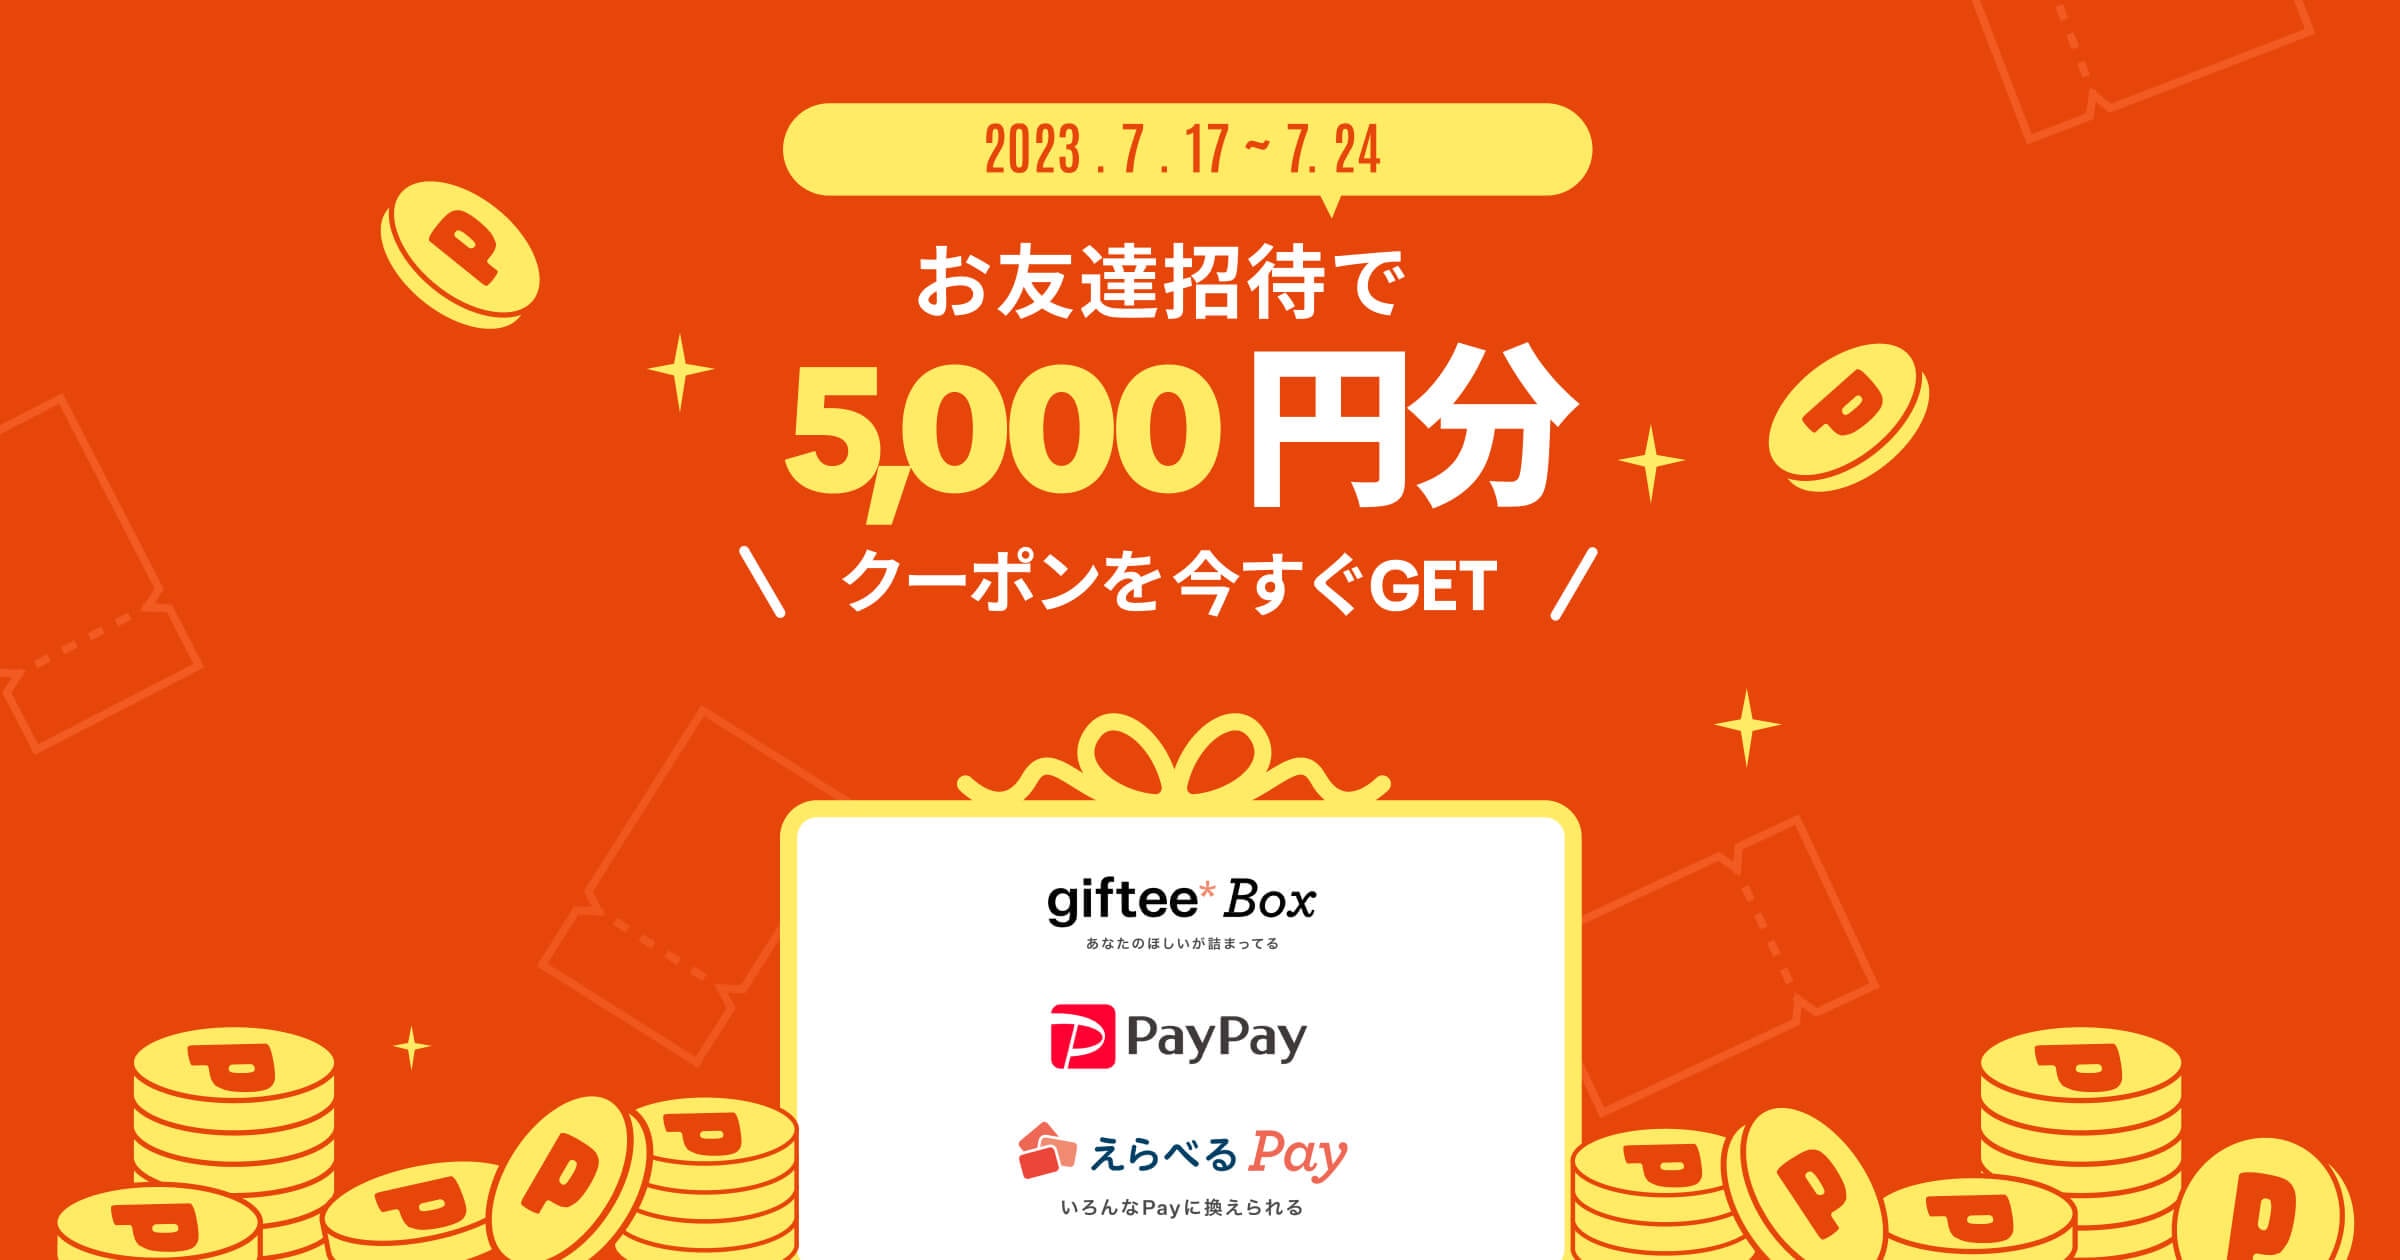 2023 . 7 . 17 ~ 7. 24
お友達招待で
5,000円分
クーポンを今すぐGET
giftee* Box
あなたのほしいが詰まってる
PayPay
えらべるPay
いろんなPayに換えられる